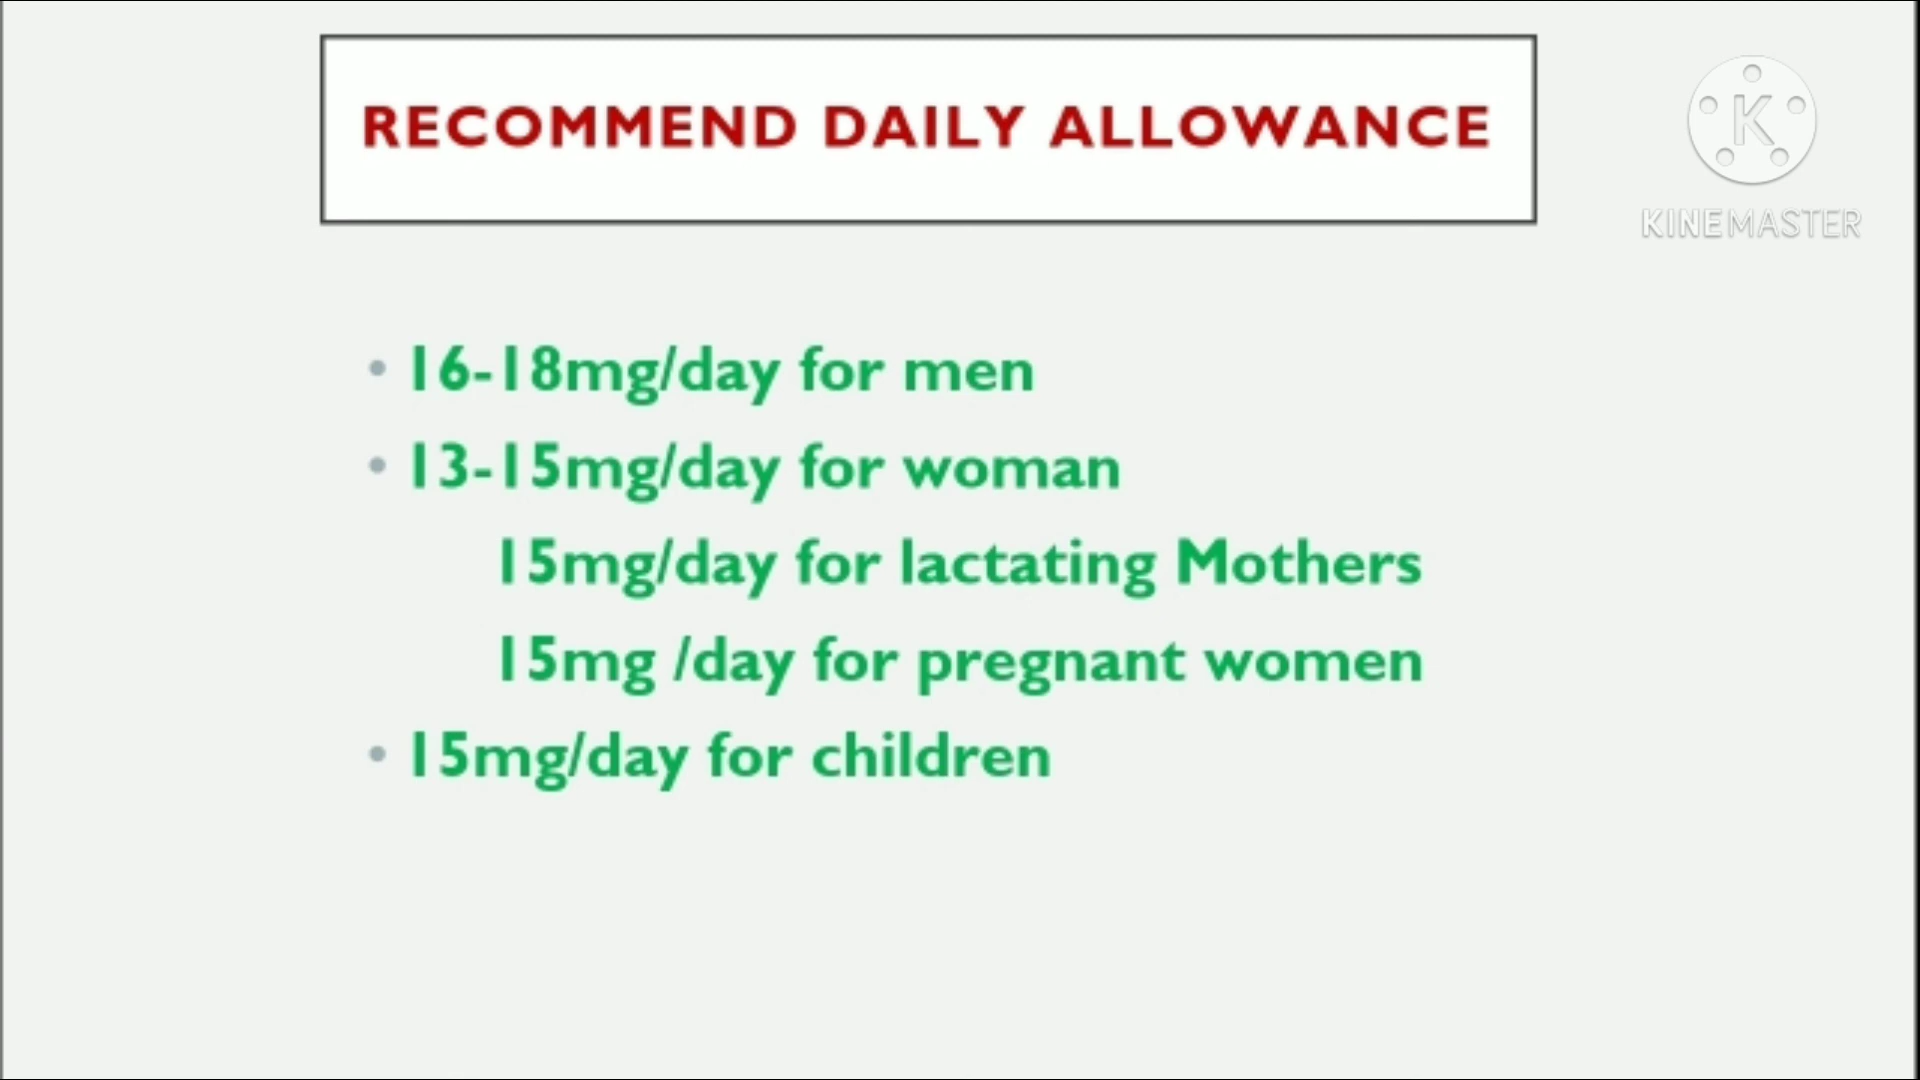 RECOMMEND DAILY ALLOWANCE
K
KINEMASTER
• 16-18mg/day for men
• 13-15mg/day for woman
15mg/day for lactating Mothers
15mg /day for pregnant women
• 15mg/day for children